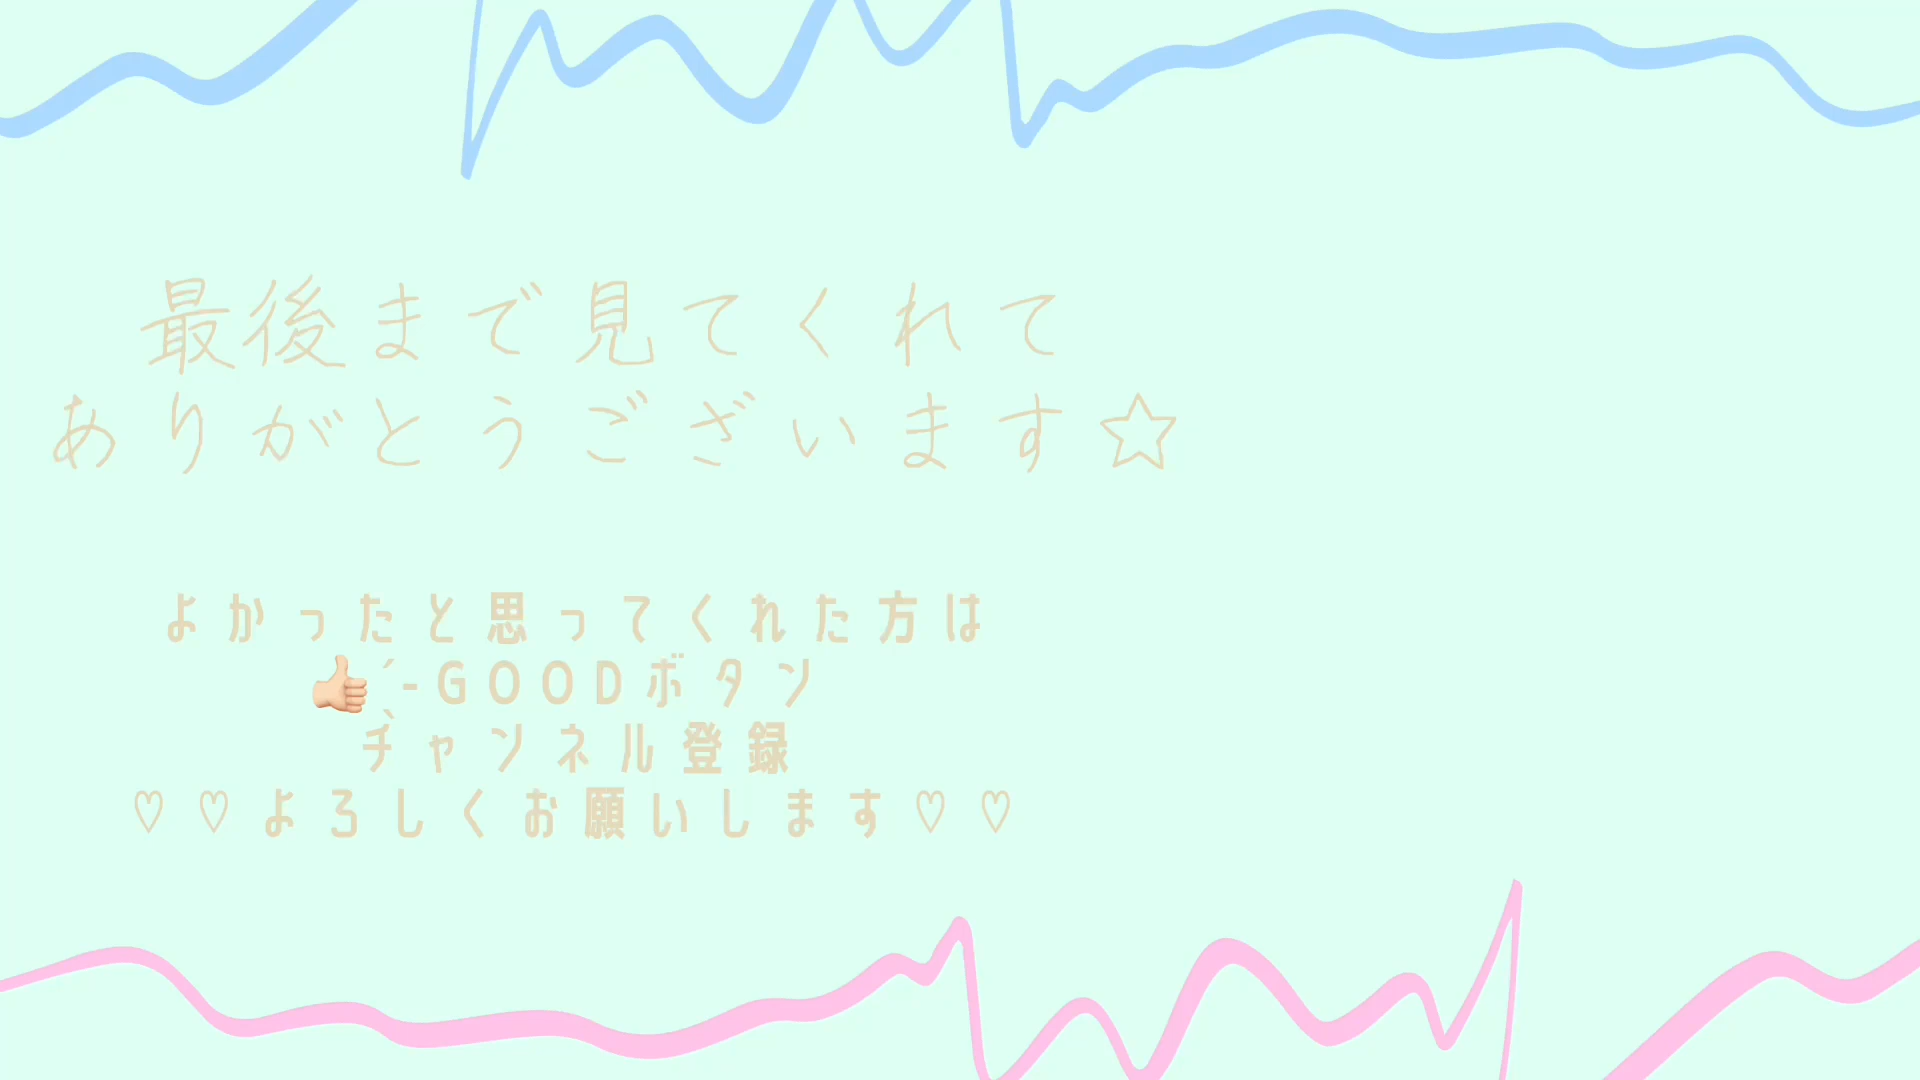 最後まで見てくれて
ありがとうございます☆
よかったと思ってくれた方は
👍🏻 ̖́-GOODボタン
チャンネル登録
♡♡よろしくお願いします♡♡